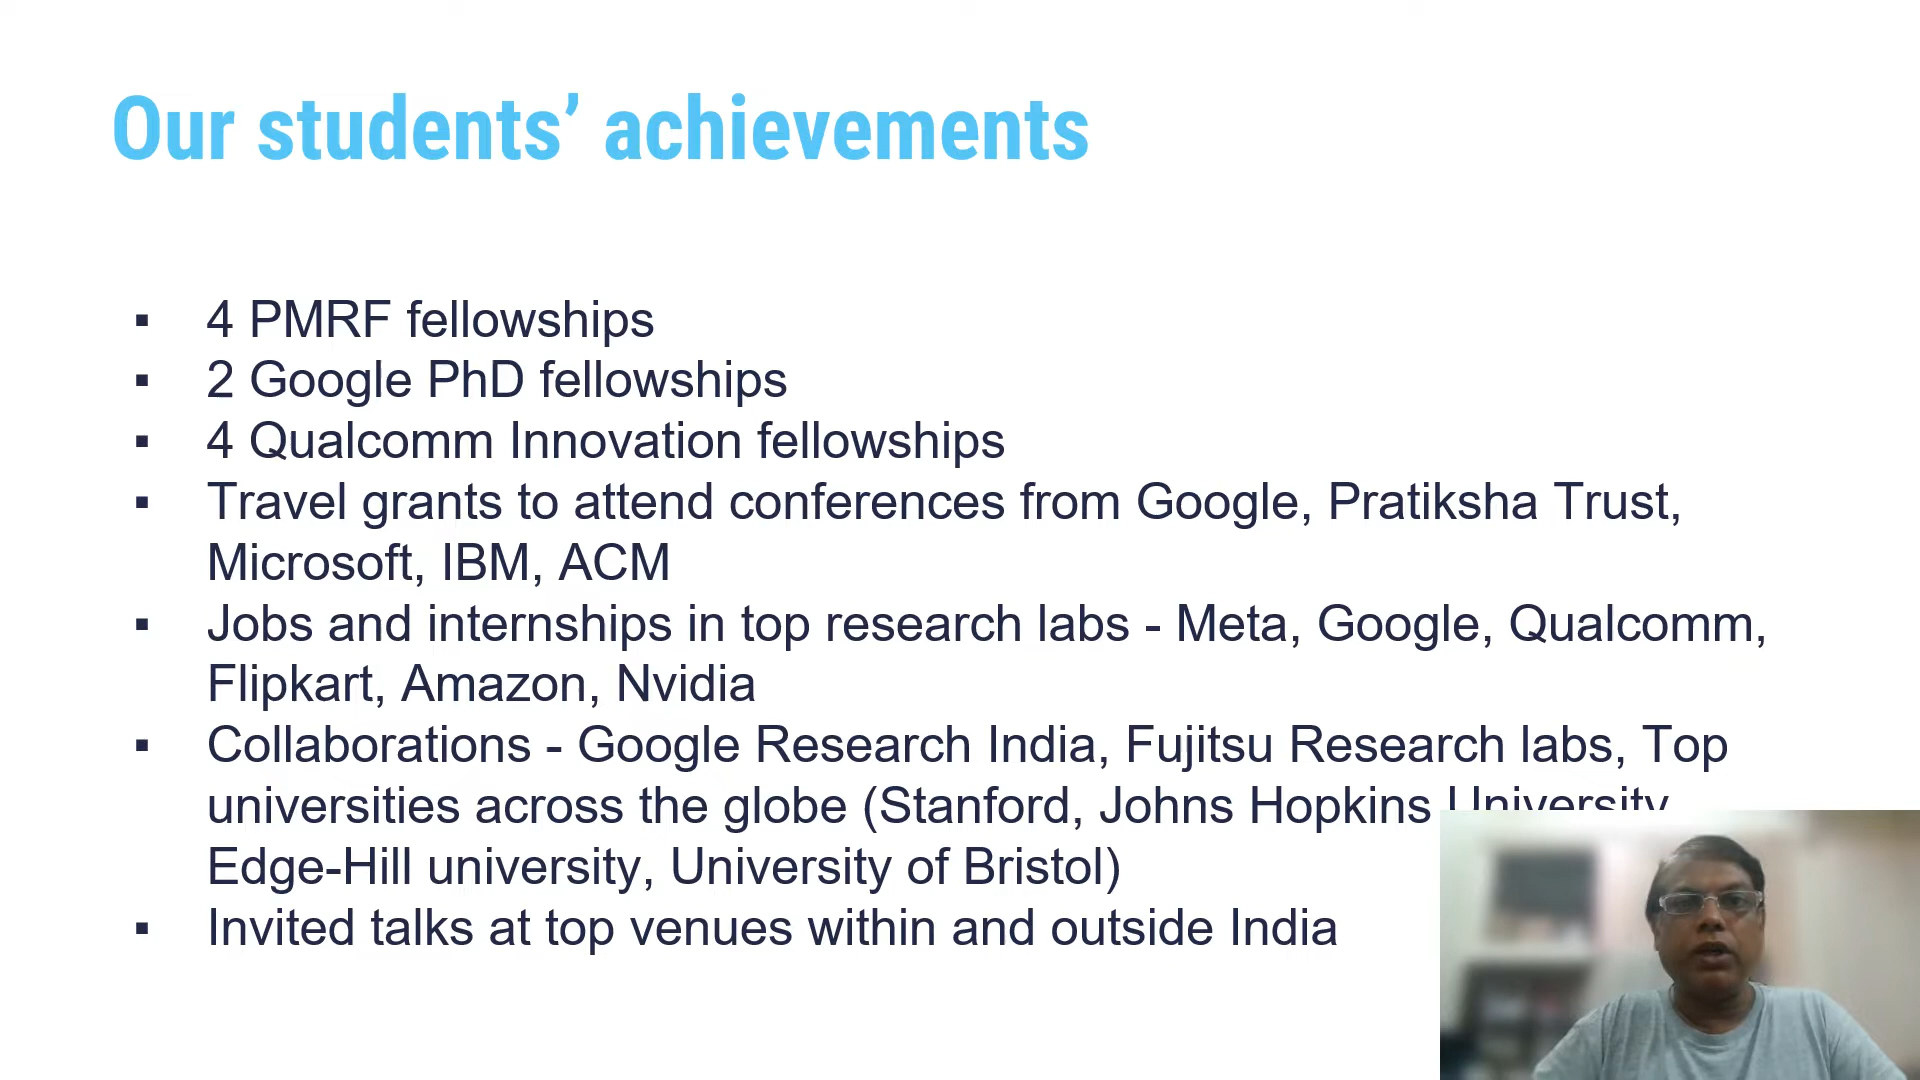 Our students’ achievements
▪ 4 PMRF fellowships
▪ 2 Google PhD fellowships
▪ 4 Qualcomm Innovation fellowships
▪ Travel grants to attend conferences from Google, Pratiksha Trust,
Microsoft, IBM, ACM
▪ Jobs and internships in top research labs - Meta, Google, Qualcomm,
Flipkart, Amazon, Nvidia
▪ Collaborations - Google Research India, Fujitsu Research labs, Top
universities across the globe (Stanford, Johns Hopkins University
Edge-Hill university, University of Bristol)
▪ Invited talks at top venues within and outside India